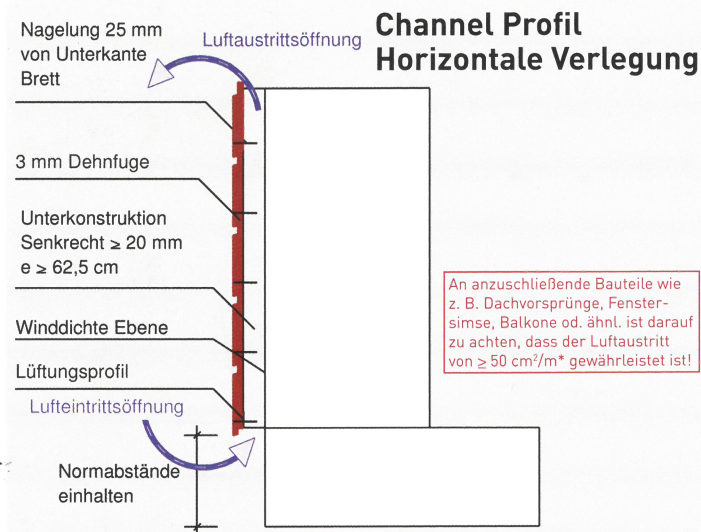 Channel Profil
Horizontale Verlegung
Nagelung 25 mm
von Unterkante
Brett
Luftaustrittsöffnung
3 mm Dehnfuge
Unterkonstruktion
Senkrecht ≥ 20 mm
e ≥ 62,5 cm
Winddichte Ebene
Lüftungsprofil
Lufteintrittsöffnung
Normabstände
einhalten
An anzuschließende Bauteile wie
z. B. Dachvorsprünge, Fenster-
simse, Balkone od. ähnl. ist darauf
zu achten, dass der Luftaustritt
von ≥ 50 cm²/m* gewährleistet ist!